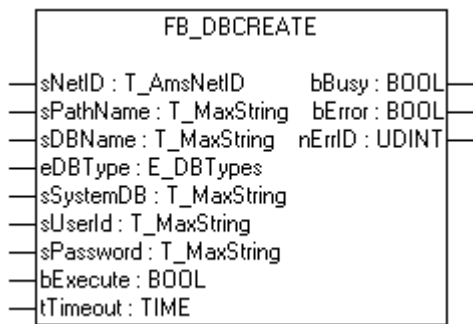 FB_DBCREATE
sNetID : T_AmsNetID bBusy : BOOL
sPathName : T_MaxString bError : BOOL
sDBName : T_MaxString nErrID : UDINT
eDBType : E_DBTypes
sSystemDB : T_MaxString
sUserId : T_MaxString
sPassword : T_MaxString
bExecute : BOOL
tTimeout : TIME